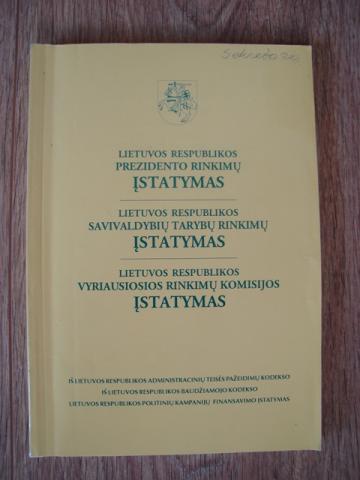 LIETUVOS RESPUBLIKOS
PREZIDENTO RINKIMŲ
ĮSTATYMAS
LIETUVOS RESPUBLIKOS
SAVIVALDYBIŲ TARYBŲ RINKIMŲ
ĮSTATYMAS
LIETUVOS RESPUBLIKOS
VYRIAUSIOSIOS RINKIMŲ KOMISIJOS
ĮSTATYMAS
IŠ LIETUVOS RESPUBLIKOS ADMINISTRACINIŲ TEISĖS PAŽEIDIMŲ KODEKSO
IŠ LIETUVOS RESPUBLIKOS BAUDŽIAMOJO KODEKSO
LIETUVOS RESPUBLIKOS POLITINIŲ KAMPANIJŲ FINANSAVIMO ĮSTATYMAS